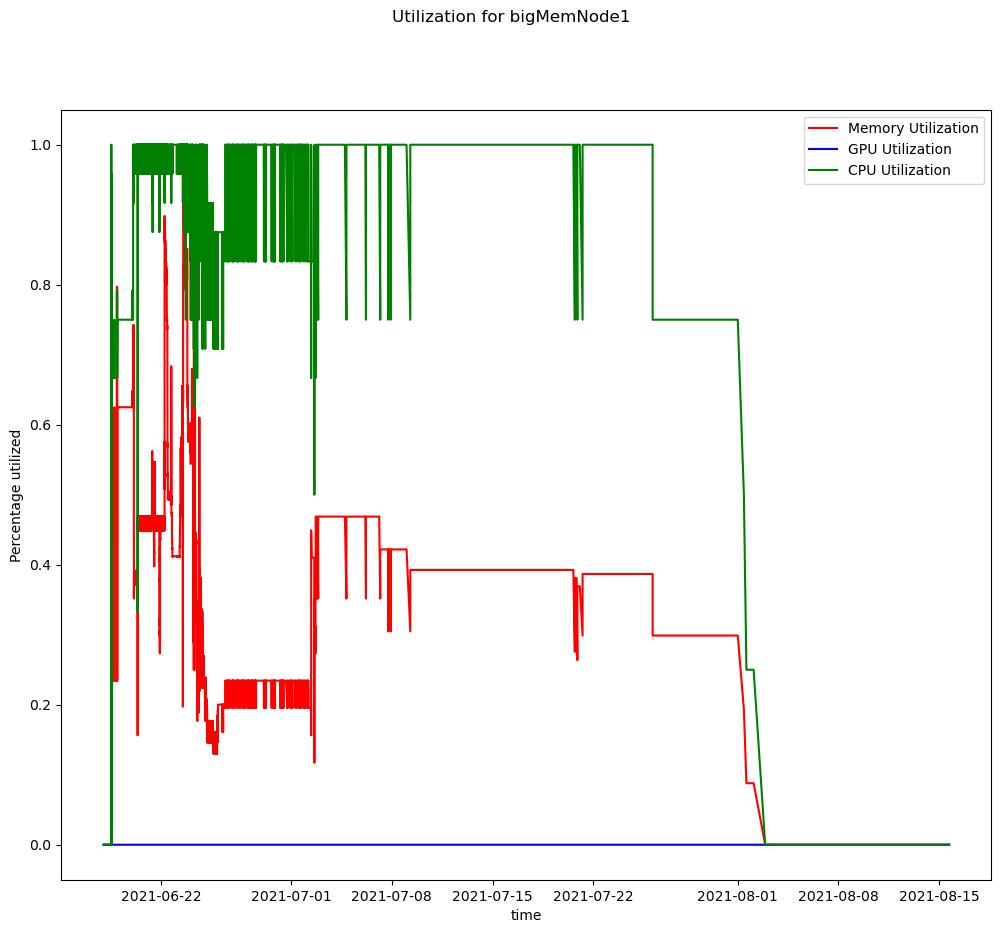 Utilization for bigMemNode1
Memory Utilization
GPU Utilization
CPU Utilization
1.0
0.8
0.6
0.4
0.2
0.0
Percentage utilized
2021-06-22
2021-07-01
2021-07-08
2021-07-15
2021-07-22
2021-08-01
2021-08-08
2021-08-15
time